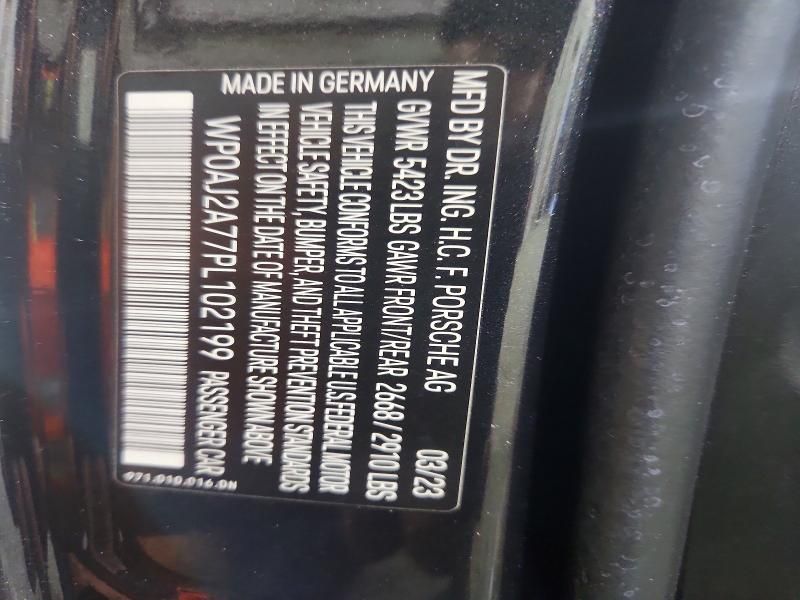 MFD BY DR. ING. H.C. F. PORSCHE AG 03/23
GVWR 5423 LBS GAWR FRONT/REAR 2668 / 2910 LBS
THIS VEHICLE CONFORMS TO ALL APPLICABLE U.S. FEDERAL MOTOR
VEHICLE SAFETY, BUMPER, AND THEFT PREVENTION STANDARDS
IN EFFECT ON THE DATE OF MANUFACTURE SHOWN ABOVE
WP0AJ2A77PL102199 PASSENGER CAR
MADE IN GERMANY
971.010.016.DN